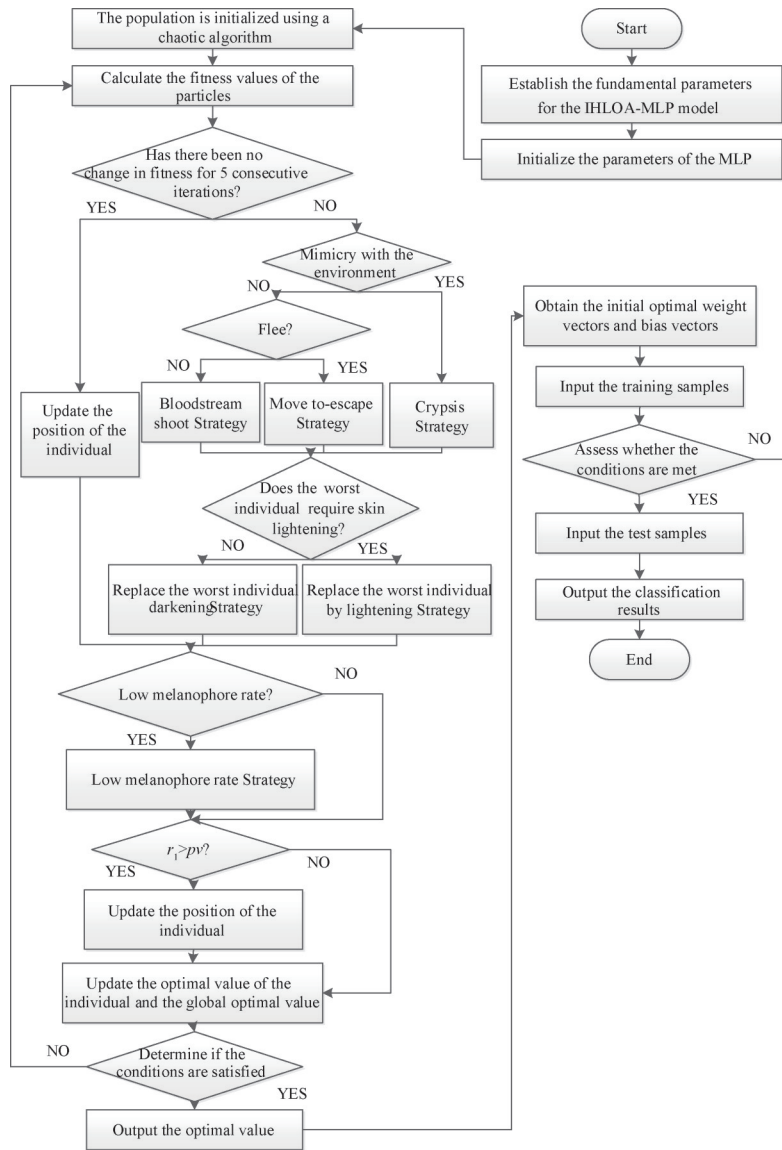 Start
Establish the fundamental parameters
for the IHLOA-MLP model
Initialize the parameters of the MLP
The population is initialized using a
chaotic algorithm
Calculate the fitness values of the
particles
Has there been no
change in fitness for 5 consecutive
iterations?
YES
NO
Mimicry with the
environment
NO
YES
Flee?
NO
YES
Update the
position of the
individual
Bloodstream
shoot Strategy
Move to-escape
Strategy
Crypsis
Strategy
Does the worst
individual require skin
lightening?
NO
YES
Replace the worst individual
darkeningStrategy
Replace the worst individual
by lightening Strategy
Low melanophore rate?
NO
YES
Low melanophore rate Strategy
r1>pv?
YES
NO
Update the position of the
individual
Update the optimal value of the
individual and the global optimal value
NO
Determine if the
conditions are satisfied
YES
Output the optimal value
Obtain the initial optimal weight
vectors and bias vectors
Input the training samples
NO
Assess whether the
conditions are met
YES
Input the test samples
Output the classification
results
End